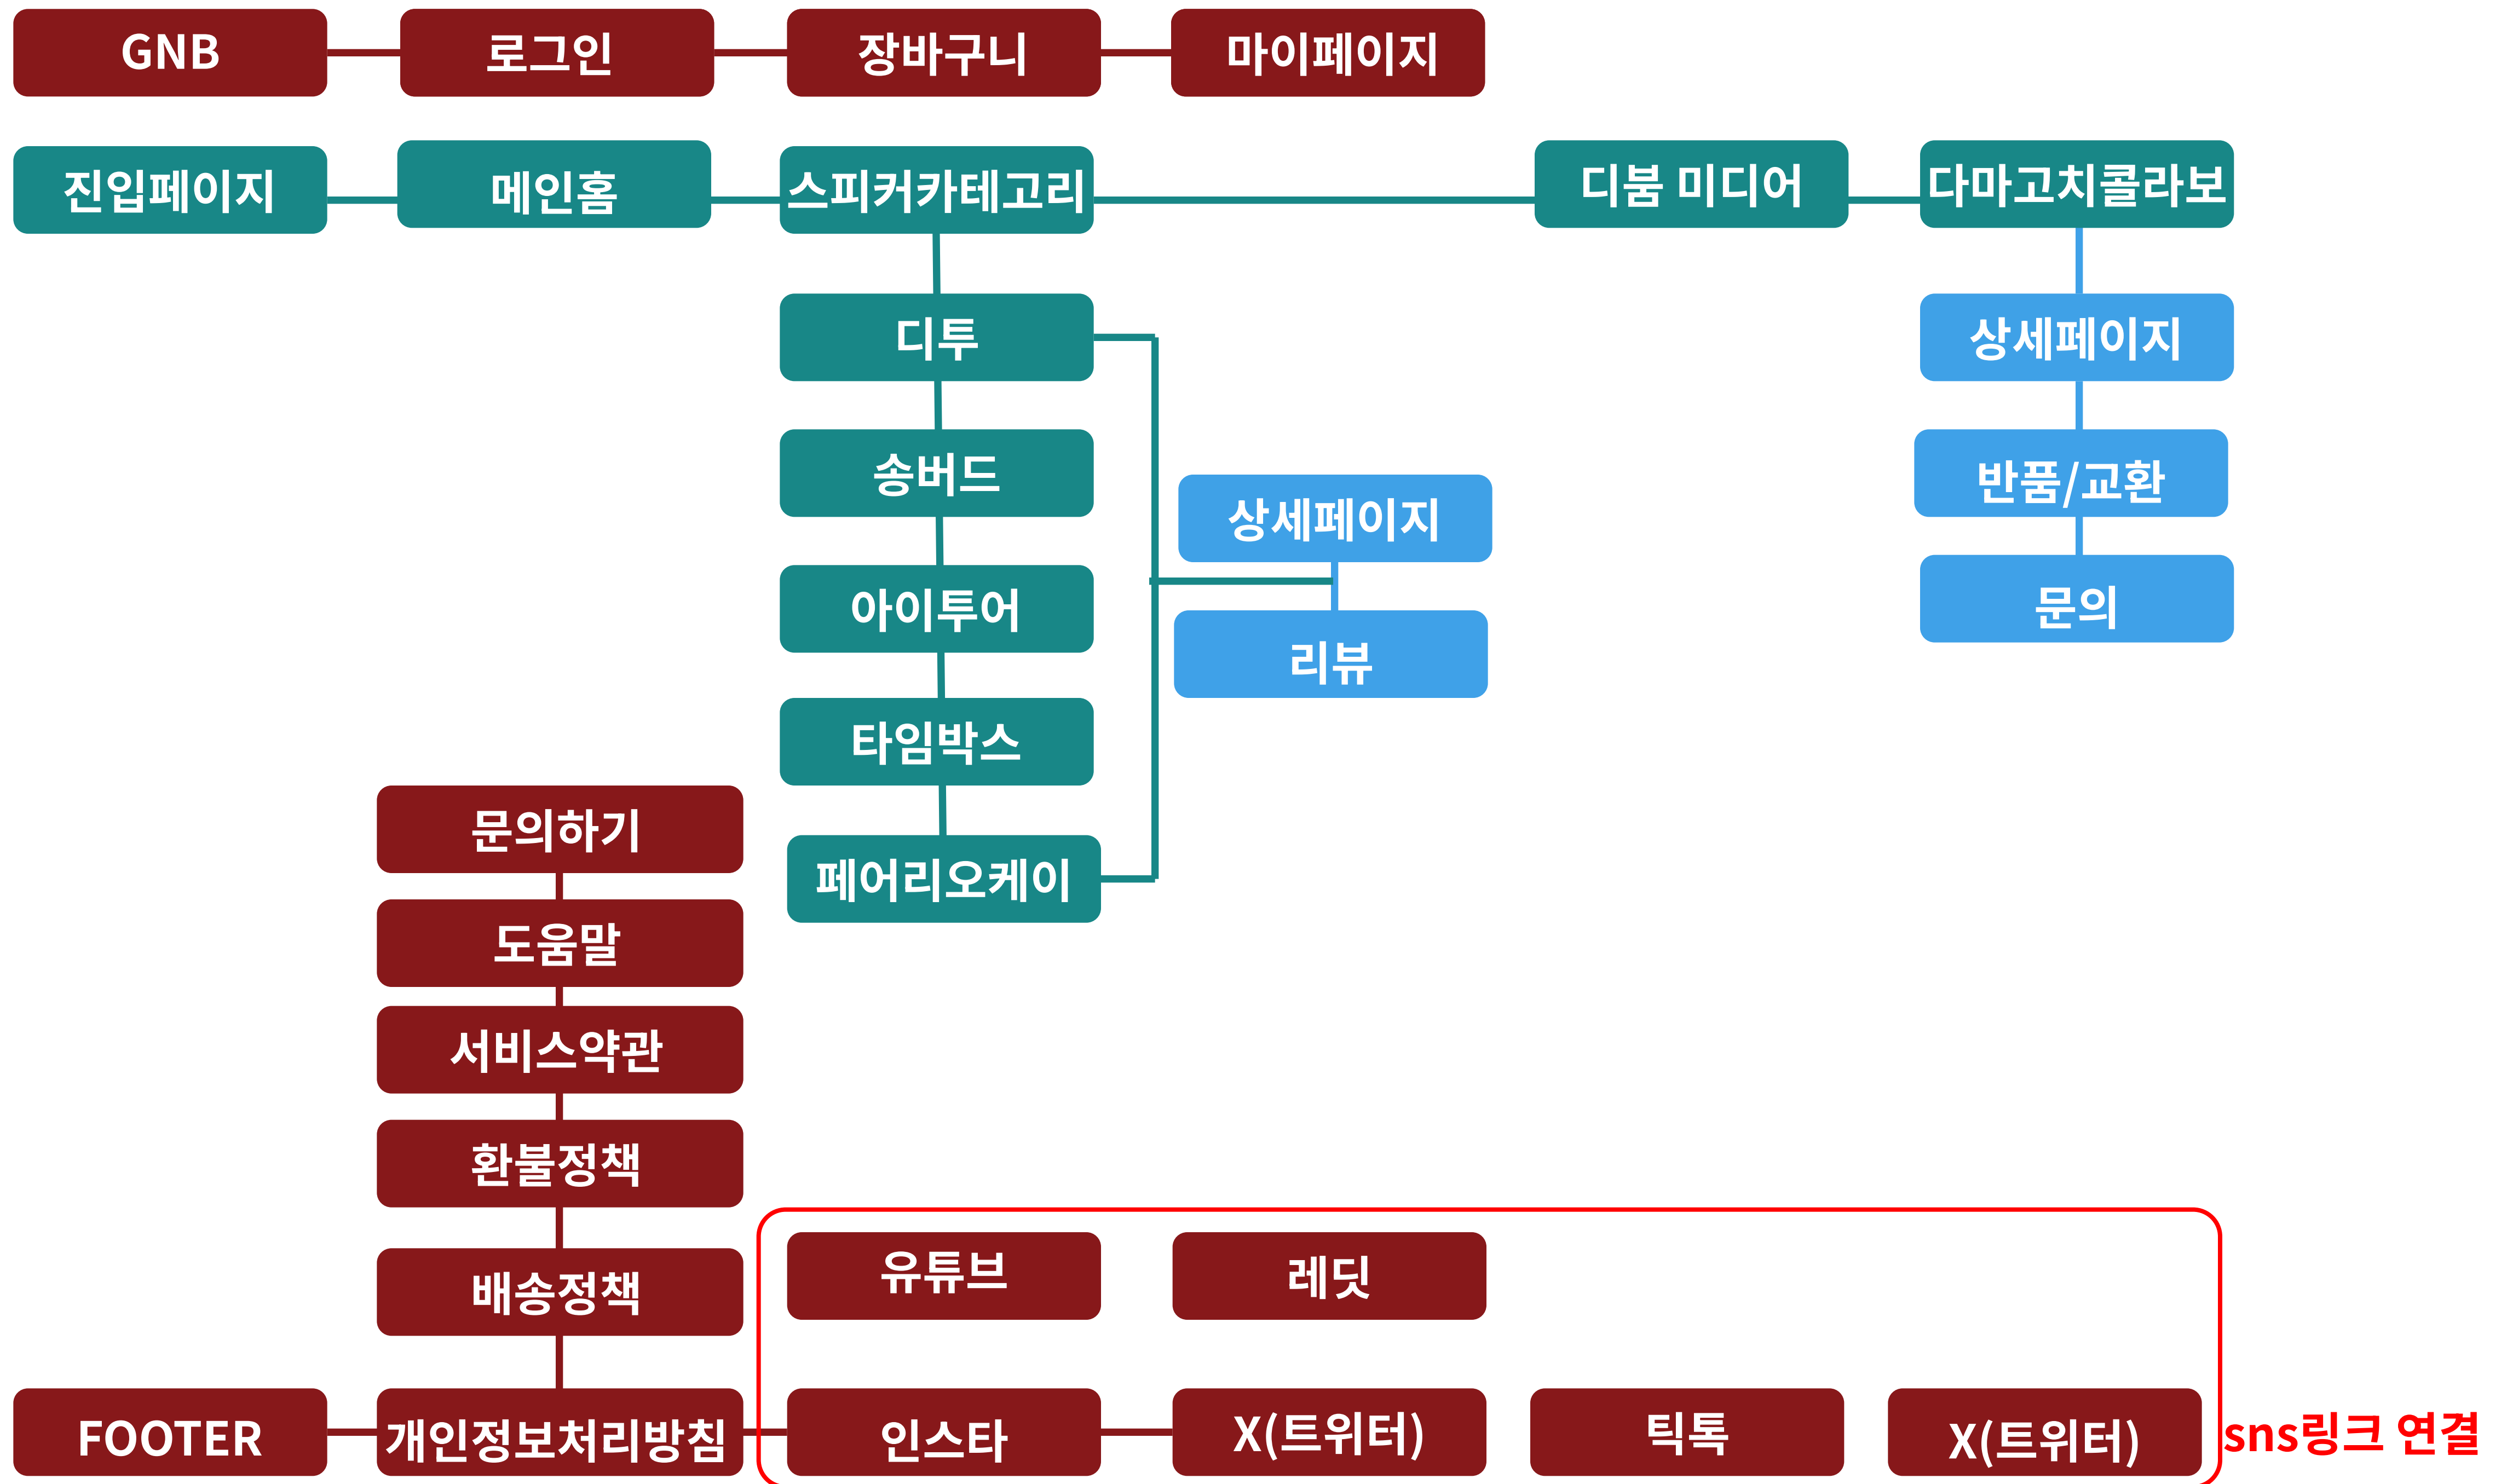 GNB
로그인
장바구니
마이페이지
진입페이지
메인홈
스피커카테고리
디붐 미디어
다마고치콜라보
디투
상세페이지
송버드
반품/교환
상세페이지
아이투어
문의
리뷰
타임박스
문의하기
페어리오케이
도움말
서비스약관
환불정책
유튜브
레딧
배송정책
FOOTER
개인정보처리방침
인스타
X(트위터)
틱톡
X(트위터)
sns링크 연결